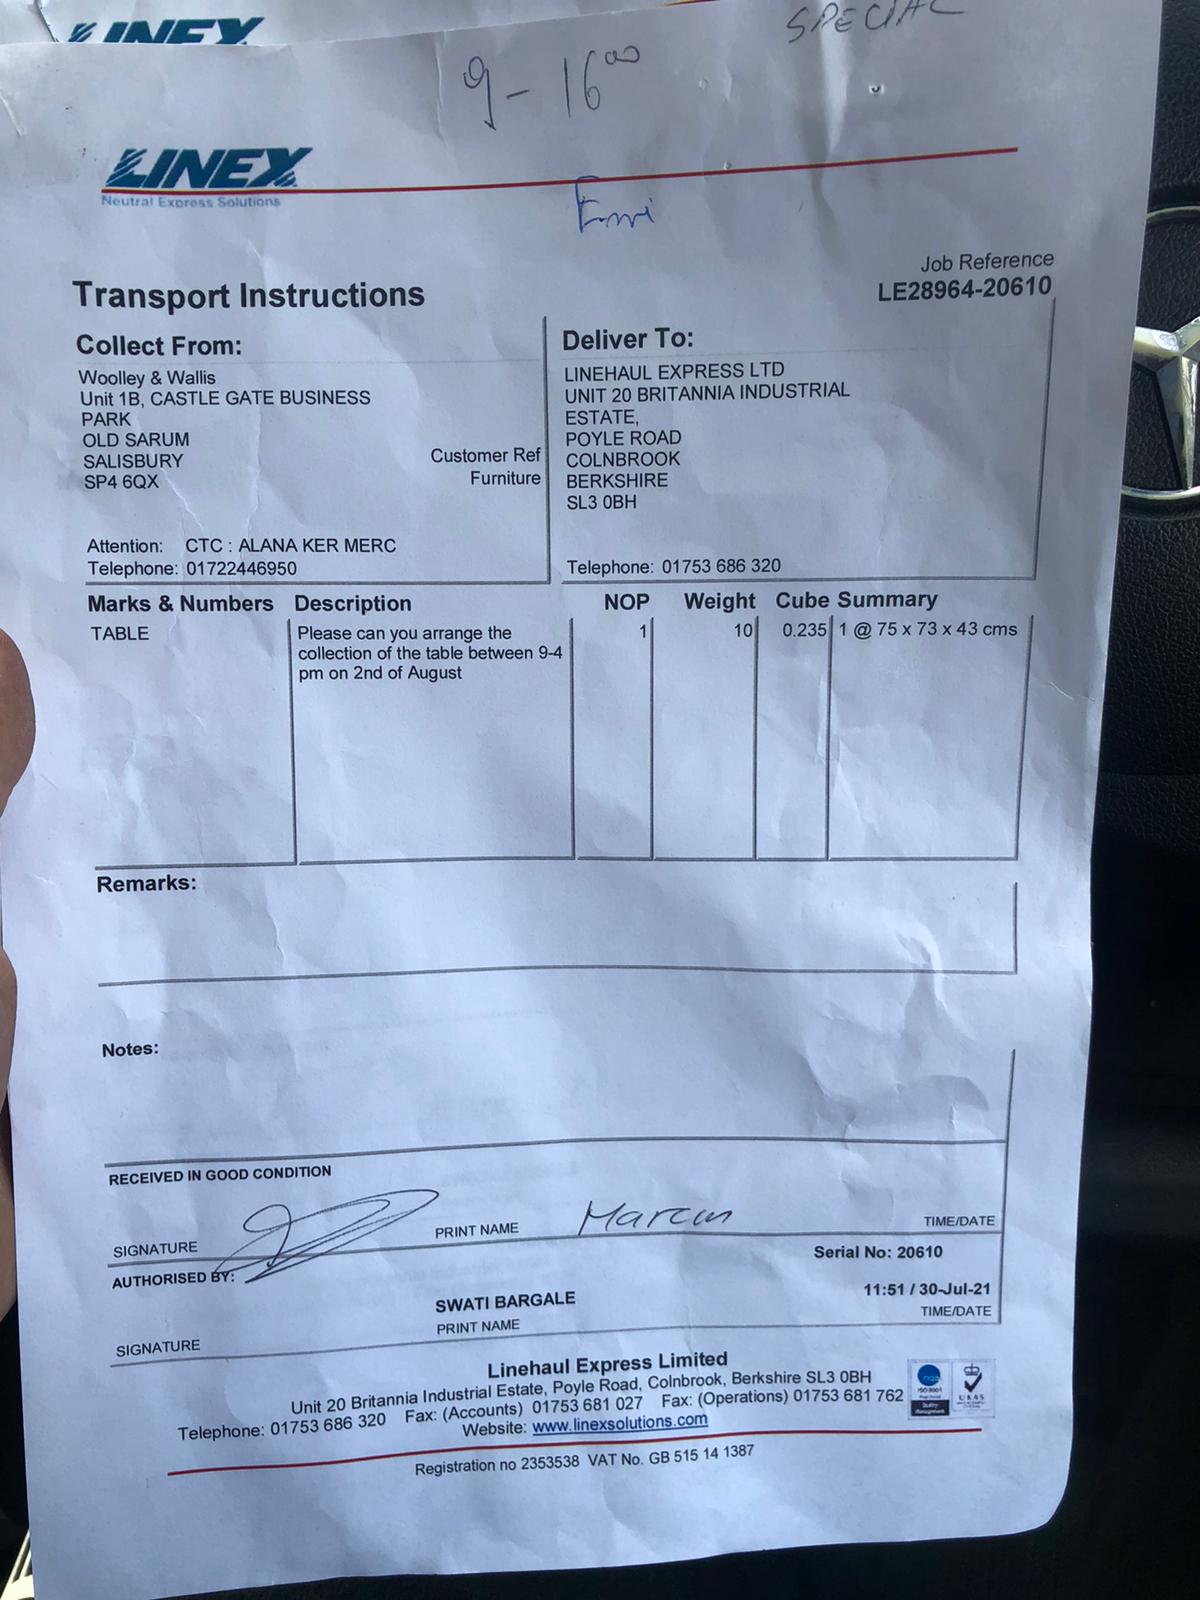 LINEX
SPECIAL
9 - 16 00
LINEX
Neutral Express Solutions
Job Reference
LE28964-20610
Transport Instructions
Collect From:
Woolley & Wallis
Unit 1B, CASTLE GATE BUSINESS
PARK
OLD SARUM
SALISBURY
SP4 6QX
Customer Ref
Furniture
Attention: CTC : ALANA KER MERC
Telephone: 01722446950
Deliver To:
LINEHAUL EXPRESS LTD
UNIT 20 BRITANNIA INDUSTRIAL
ESTATE,
POYLE ROAD
COLNBROOK
BERKSHIRE
SL3 0BH
Telephone: 01753 686 320
Marks & Numbers Description NOP Weight Cube Summary
TABLE Please can you arrange the 1 10 0.235 1 @ 75 x 73 x 43 cms
collection of the table between 9-4
pm on 2nd of August
Remarks:
Notes:
RECEIVED IN GOOD CONDITION
SIGNATURE PRINT NAME Marcin TIME/DATE
Serial No: 20610
AUTHORISED BY:
SWATI BARGALE 11:51 / 30-Jul-21
SIGNATURE PRINT NAME TIME/DATE
Linehaul Express Limited
Unit 20 Britannia Industrial Estate, Poyle Road, Colnbrook, Berkshire SL3 0BH
Telephone: 01753 686 320 Fax: (Accounts) 01753 681 027 Fax: (Operations) 01753 681 762
Website: www.linexsolutions.com
Registration no 2353538 VAT No. GB 515 14 1387
nqa
ISO 9001
Quality
Management
UKAS